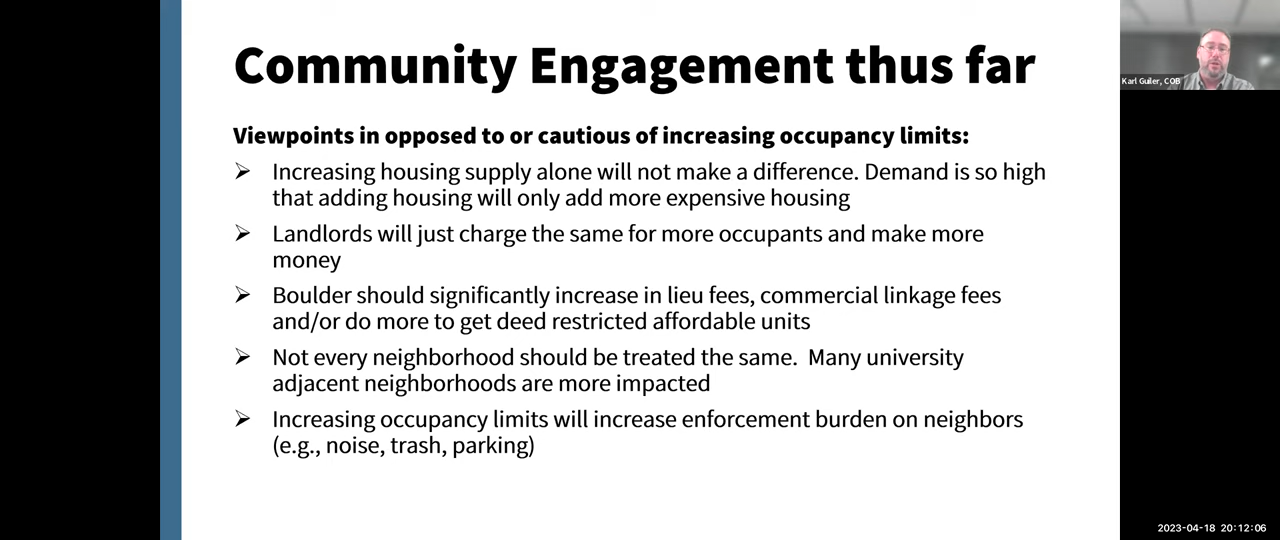 Community Engagement thus far
Karl Guiler, COB
Viewpoints in opposed to or cautious of increasing occupancy limits:
➢ Increasing housing supply alone will not make a difference. Demand is so high
that adding housing will only add more expensive housing
➢ Landlords will just charge the same for more occupants and make more
money
➢ Boulder should significantly increase in lieu fees, commercial linkage fees
and/or do more to get deed restricted affordable units
➢ Not every neighborhood should be treated the same.  Many university
adjacent neighborhoods are more impacted
➢ Increasing occupancy limits will increase enforcement burden on neighbors
(e.g., noise, trash, parking)
2023-04-18 20:12:06